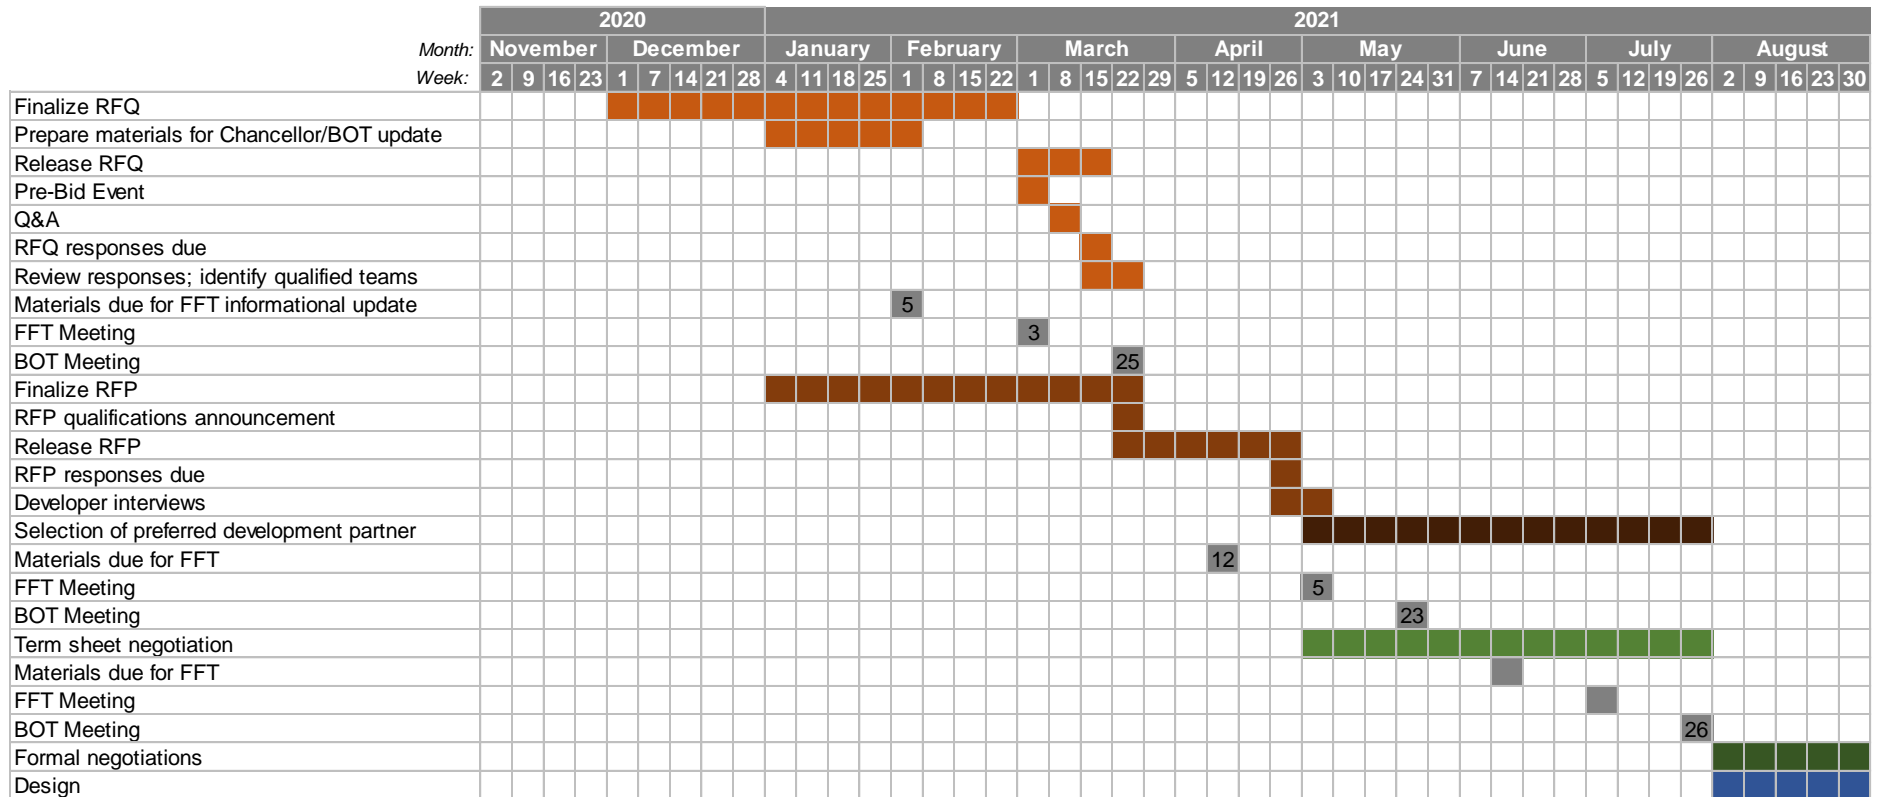 2020 2021
Month: November December January February March April May June July August
Week: 2 9 16 23 1 7 14 21 28 4 11 18 25 1 8 15 22 1 8 15 22 29 5 12 19 26 3 10 17 24 31 7 14 21 28 5 12 19 26 2 9 16 23 30
Finalize RFQ
Prepare materials for Chancellor/BOT update
Release RFQ
Pre-Bid Event
Q&A
RFQ responses due
Review responses; identify qualified teams
Materials due for FFT informational update 5
FFT Meeting 3
BOT Meeting 25
Finalize RFP
RFP qualifications announcement
Release RFP
RFP responses due
Developer interviews
Selection of preferred development partner
Materials due for FFT 12
FFT Meeting 5
BOT Meeting 23
Term sheet negotiation
Materials due for FFT
FFT Meeting
BOT Meeting 26
Formal negotiations
Design